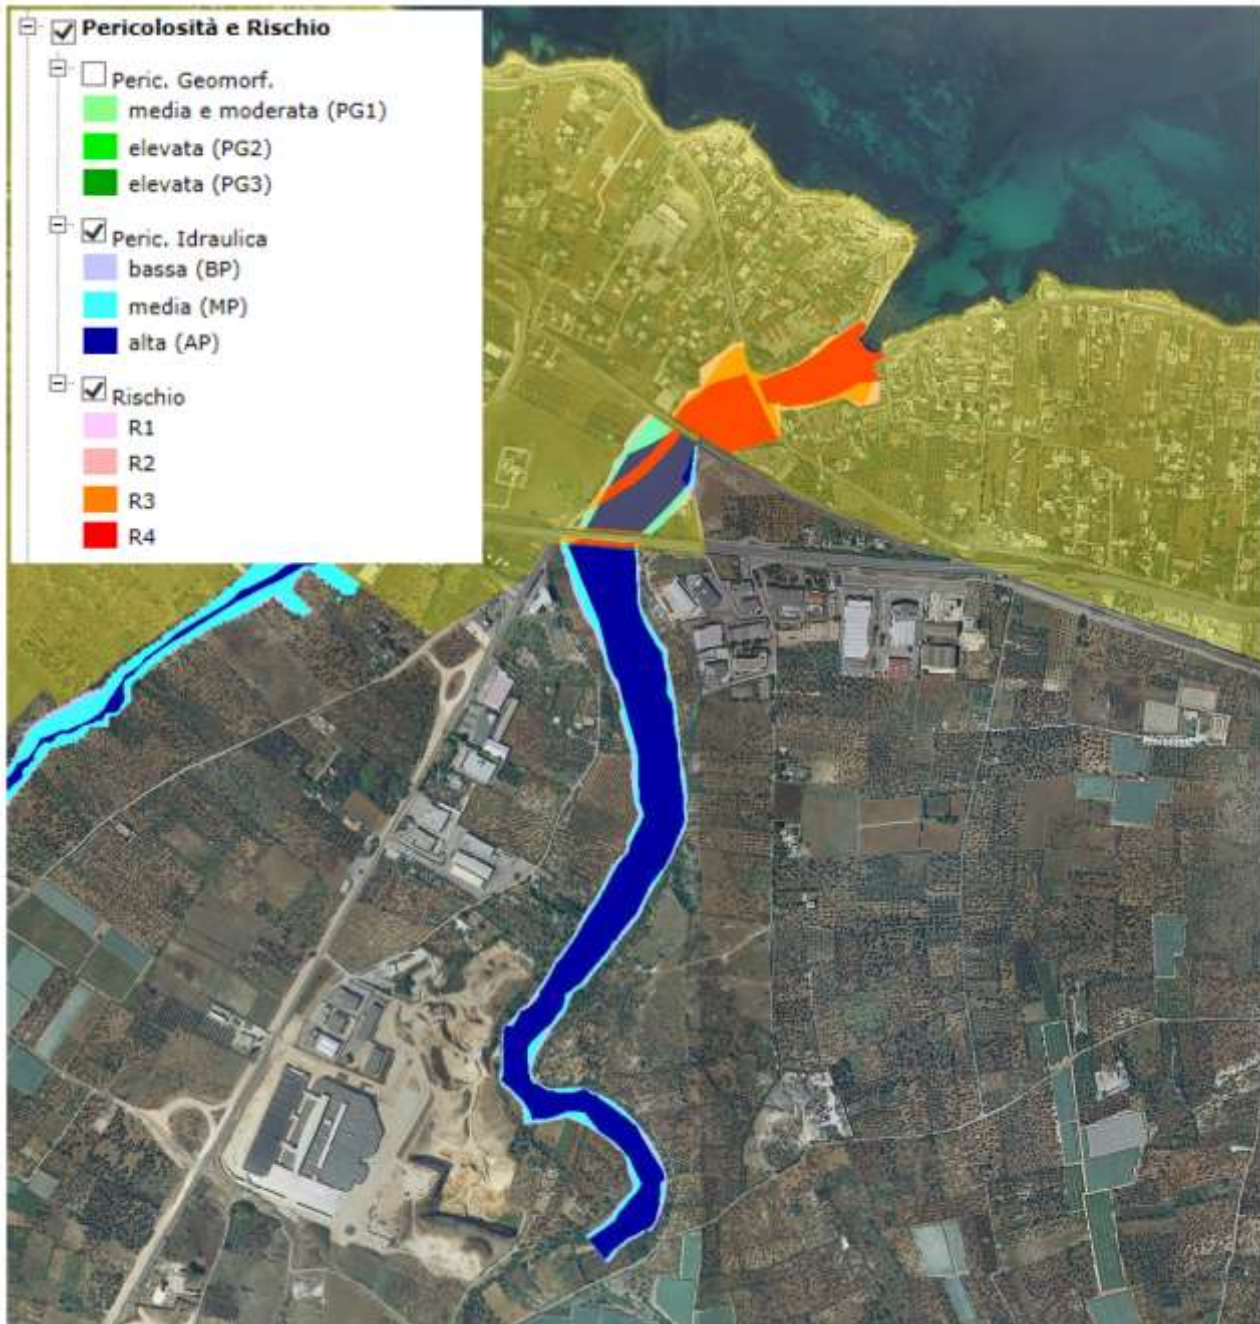 Pericolosità e Rischio
Peric. Geomorf.
media e moderata (PG1)
elevata (PG2)
elevata (PG3)
Peric. Idraulica
bassa (BP)
media (MP)
alta (AP)
Rischio
R1
R2
R3
R4